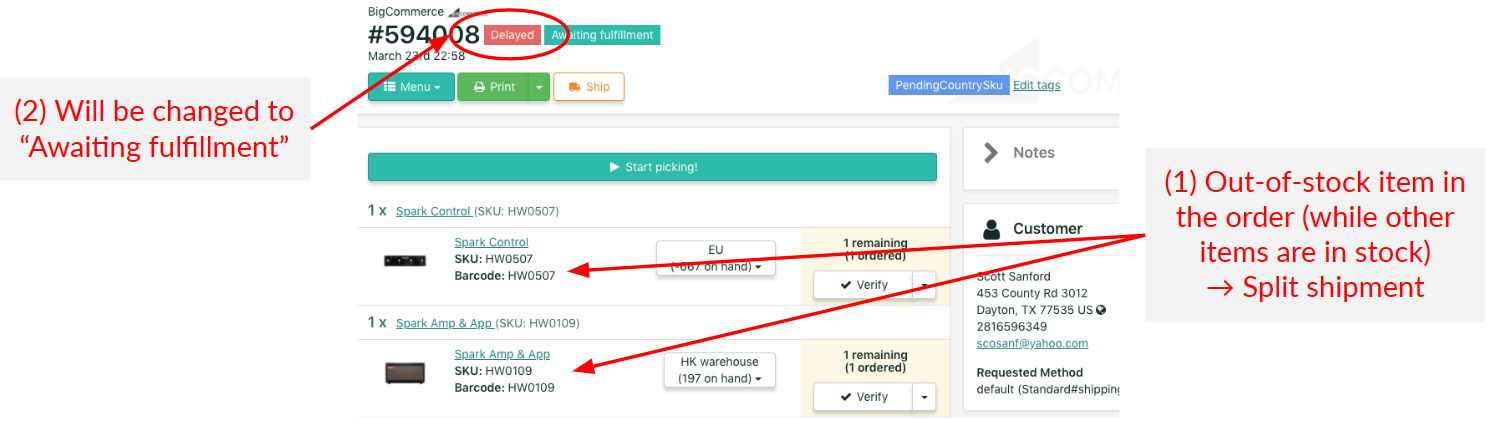 BigCommerce
#594008 Delayed Awaiting fulfillment
March 23rd 22:58
Menu Print Ship
PendingCountrySku Edit tags
(2) Will be changed to
“Awaiting fulfillment”
Start picking!
Notes
(1) Out-of-stock item in
the order (while other
items are in stock)
→ Split shipment
1 x Spark Control (SKU: HW0507)
Spark Control
SKU: HW0507
Barcode: HW0507
EU
(-667 on hand)
1 remaining
(1 ordered)
Verify
1 x Spark Amp & App (SKU: HW0109)
Spark Amp & App
SKU: HW0109
Barcode: HW0109
HK warehouse
(197 on hand)
1 remaining
(1 ordered)
Verify
Customer
Scott Sanford
453 County Rd 3012
Dayton, TX 77535 US
2816596349
scosanf@yahoo.com
Requested Method
default (Standard#shipping